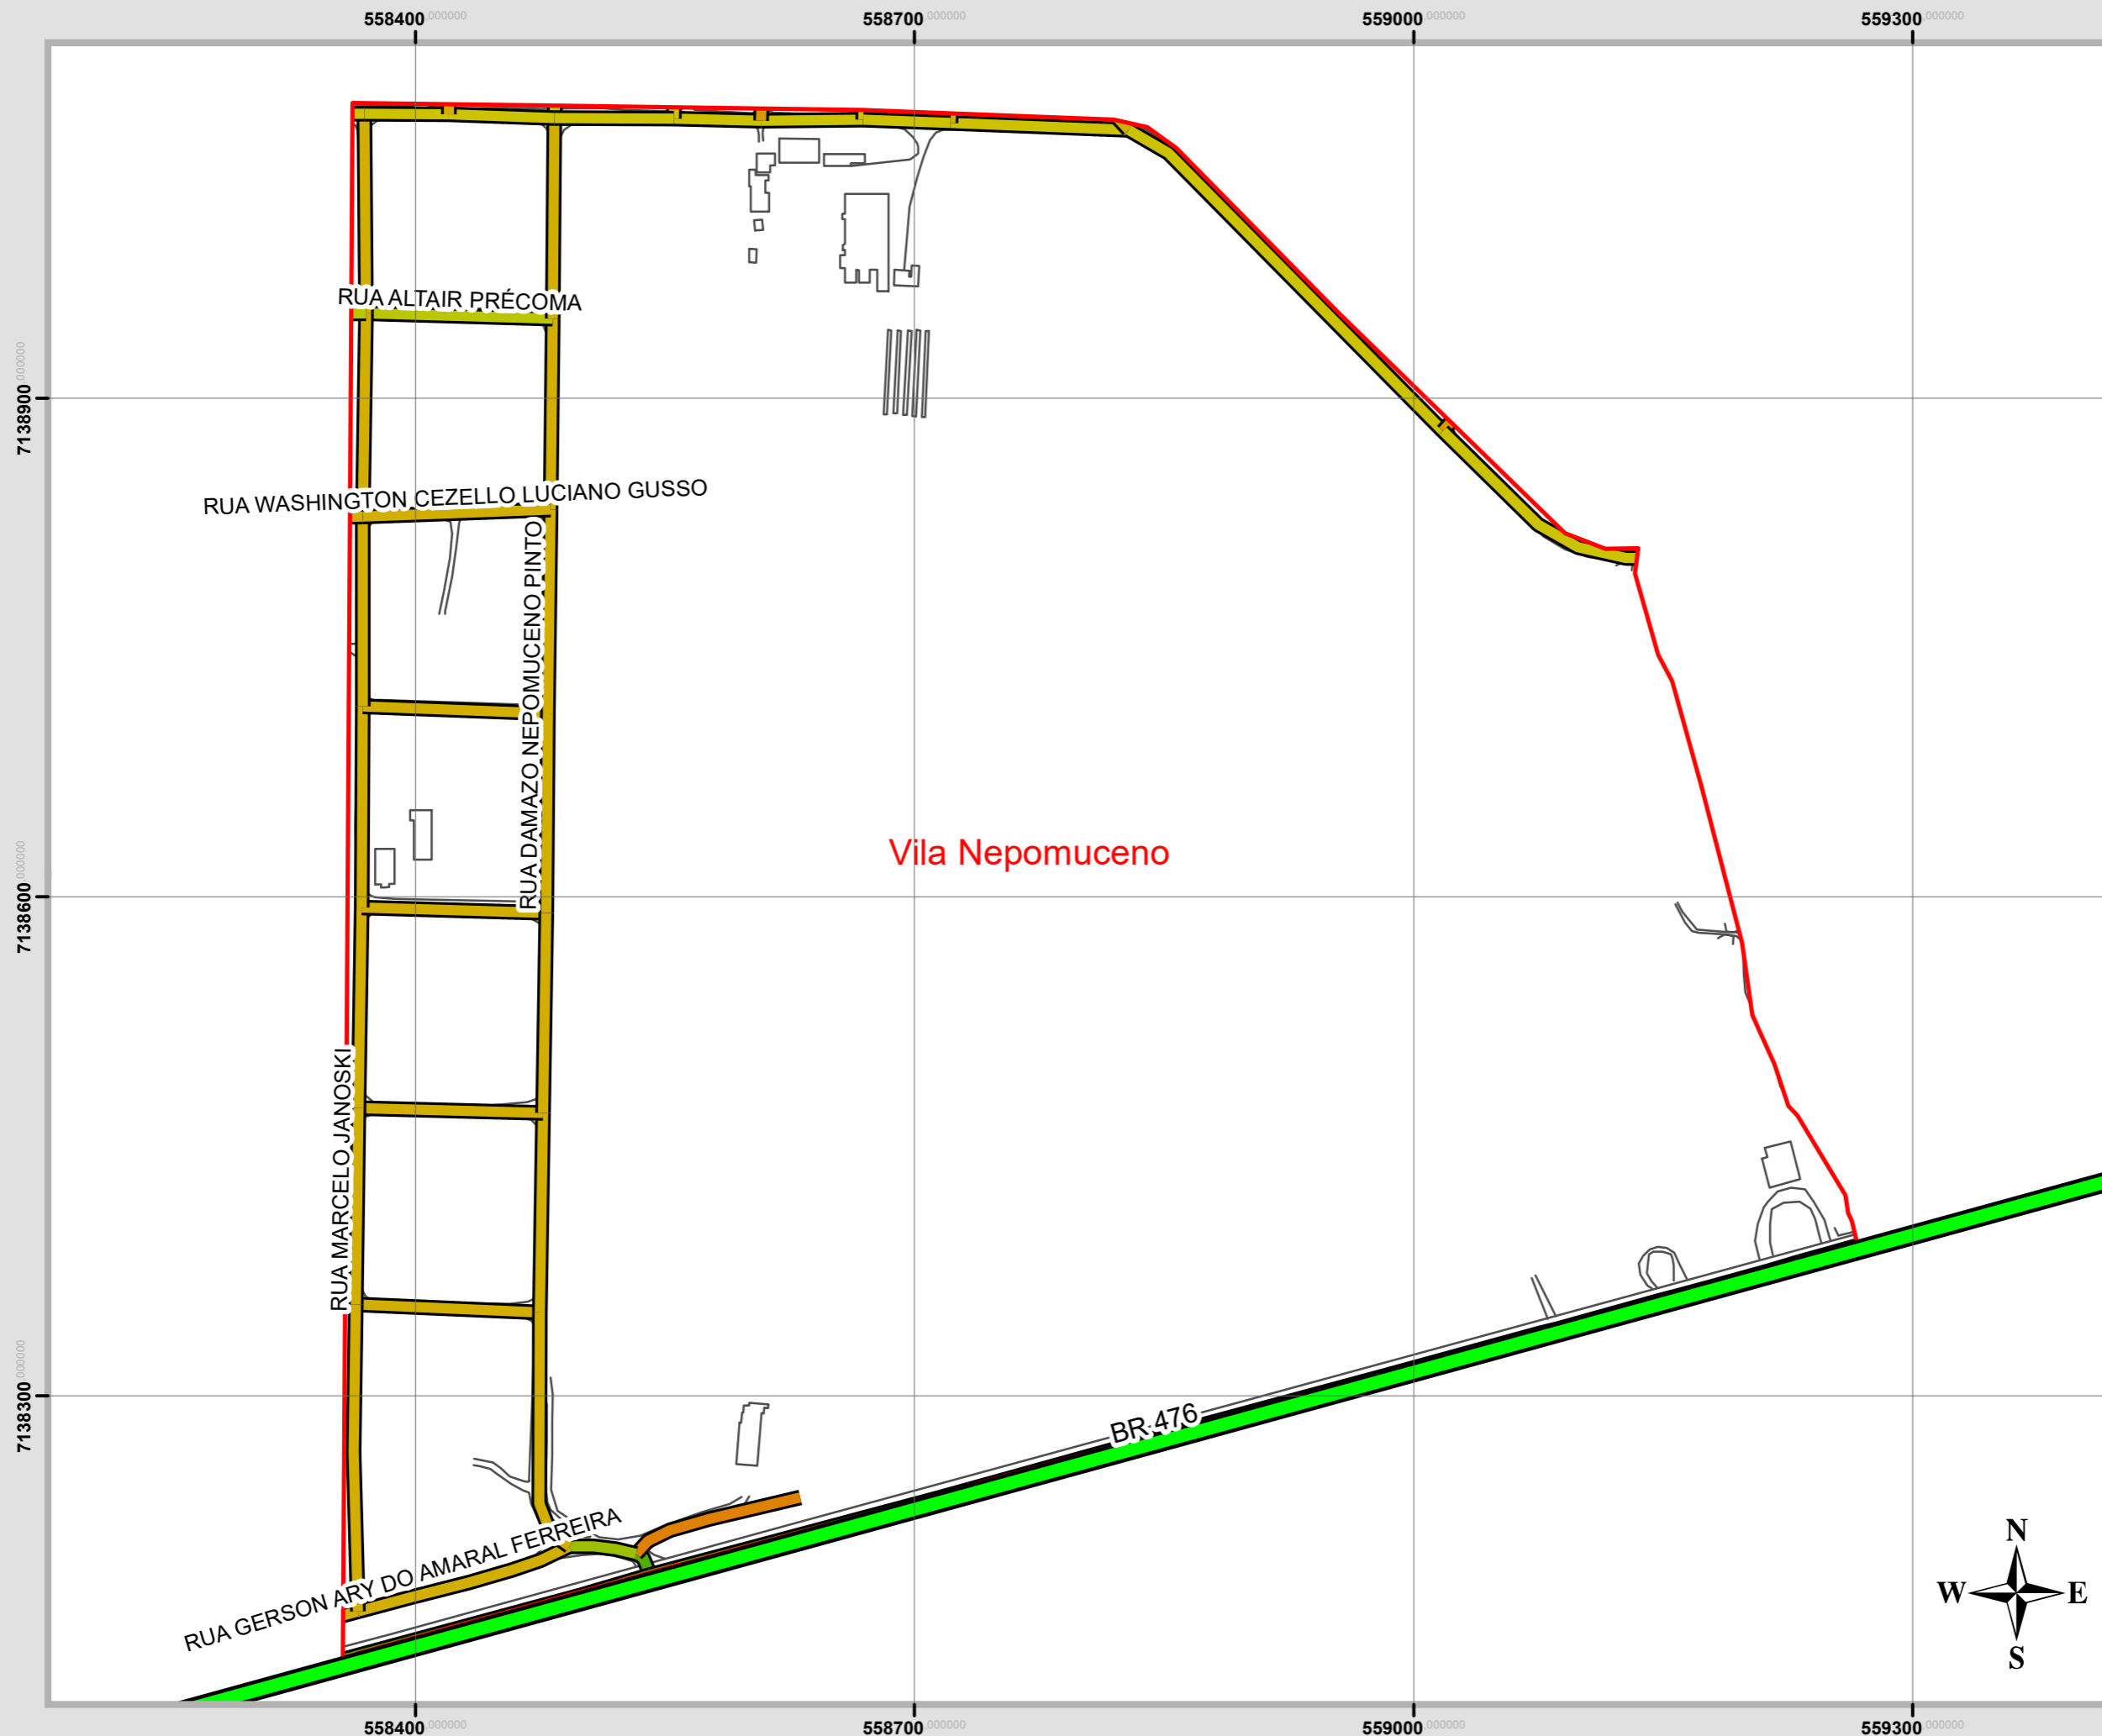 558400,000000 558700,000000 559000,000000 559300,000000
RUA ALTAIR PRÉCOMA
7138900,000000
RUA WASHINGTON CEZELLO LUCIANO GUSSO
RUA DAMAZO NEPOMUCENO PINTO
Vila Nepomuceno
7138600,000000
RUA MARCELO JANOSKI
7138300,000000
BR 476
RUA GERSON ARY DO AMARAL FERREIRA
N
W E
S
558400,000000 558700,000000 559000,000000 559300,000000